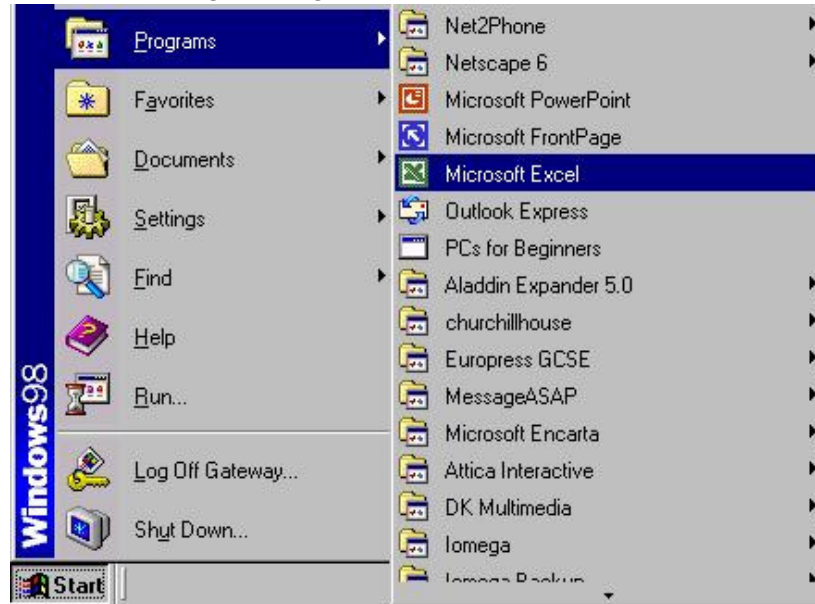 Programs
Favorites
Documents
Settings
Find
Help
Run...
Log Off Gateway...
Shut Down...
Windows98
Start
Net2Phone
Netscape 6
Microsoft PowerPoint
Microsoft FrontPage
Microsoft Excel
Outlook Express
PCs for Beginners
Aladdin Expander 5.0
churchillhouse
Europress GCSE
MessageASAP
Microsoft Encarta
Attica Interactive
DK Multimedia
Iomega
Iomega Backup